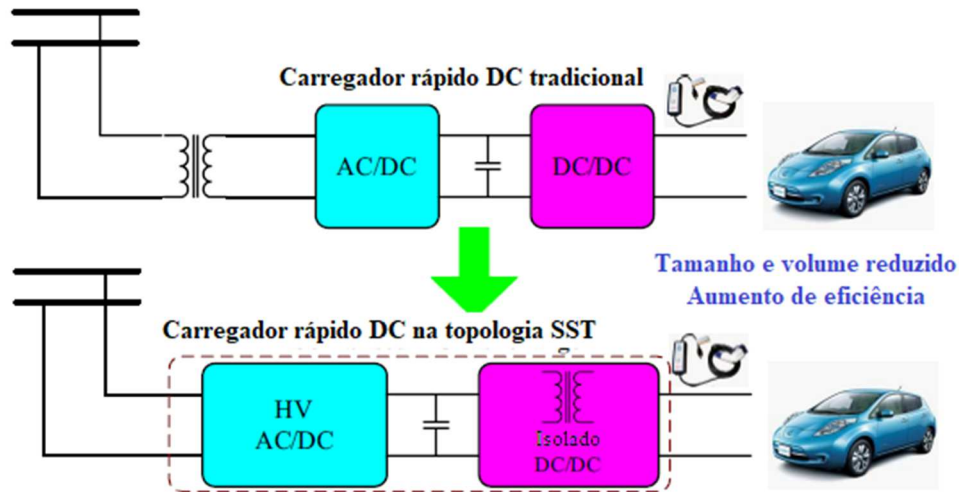 Carregador rápido DC tradicional
AC/DC
DC/DC
Tamanho e volume reduzido
Aumento de eficiência
Carregador rápido DC na topologia SST
HV
AC/DC
Isolado
DC/DC